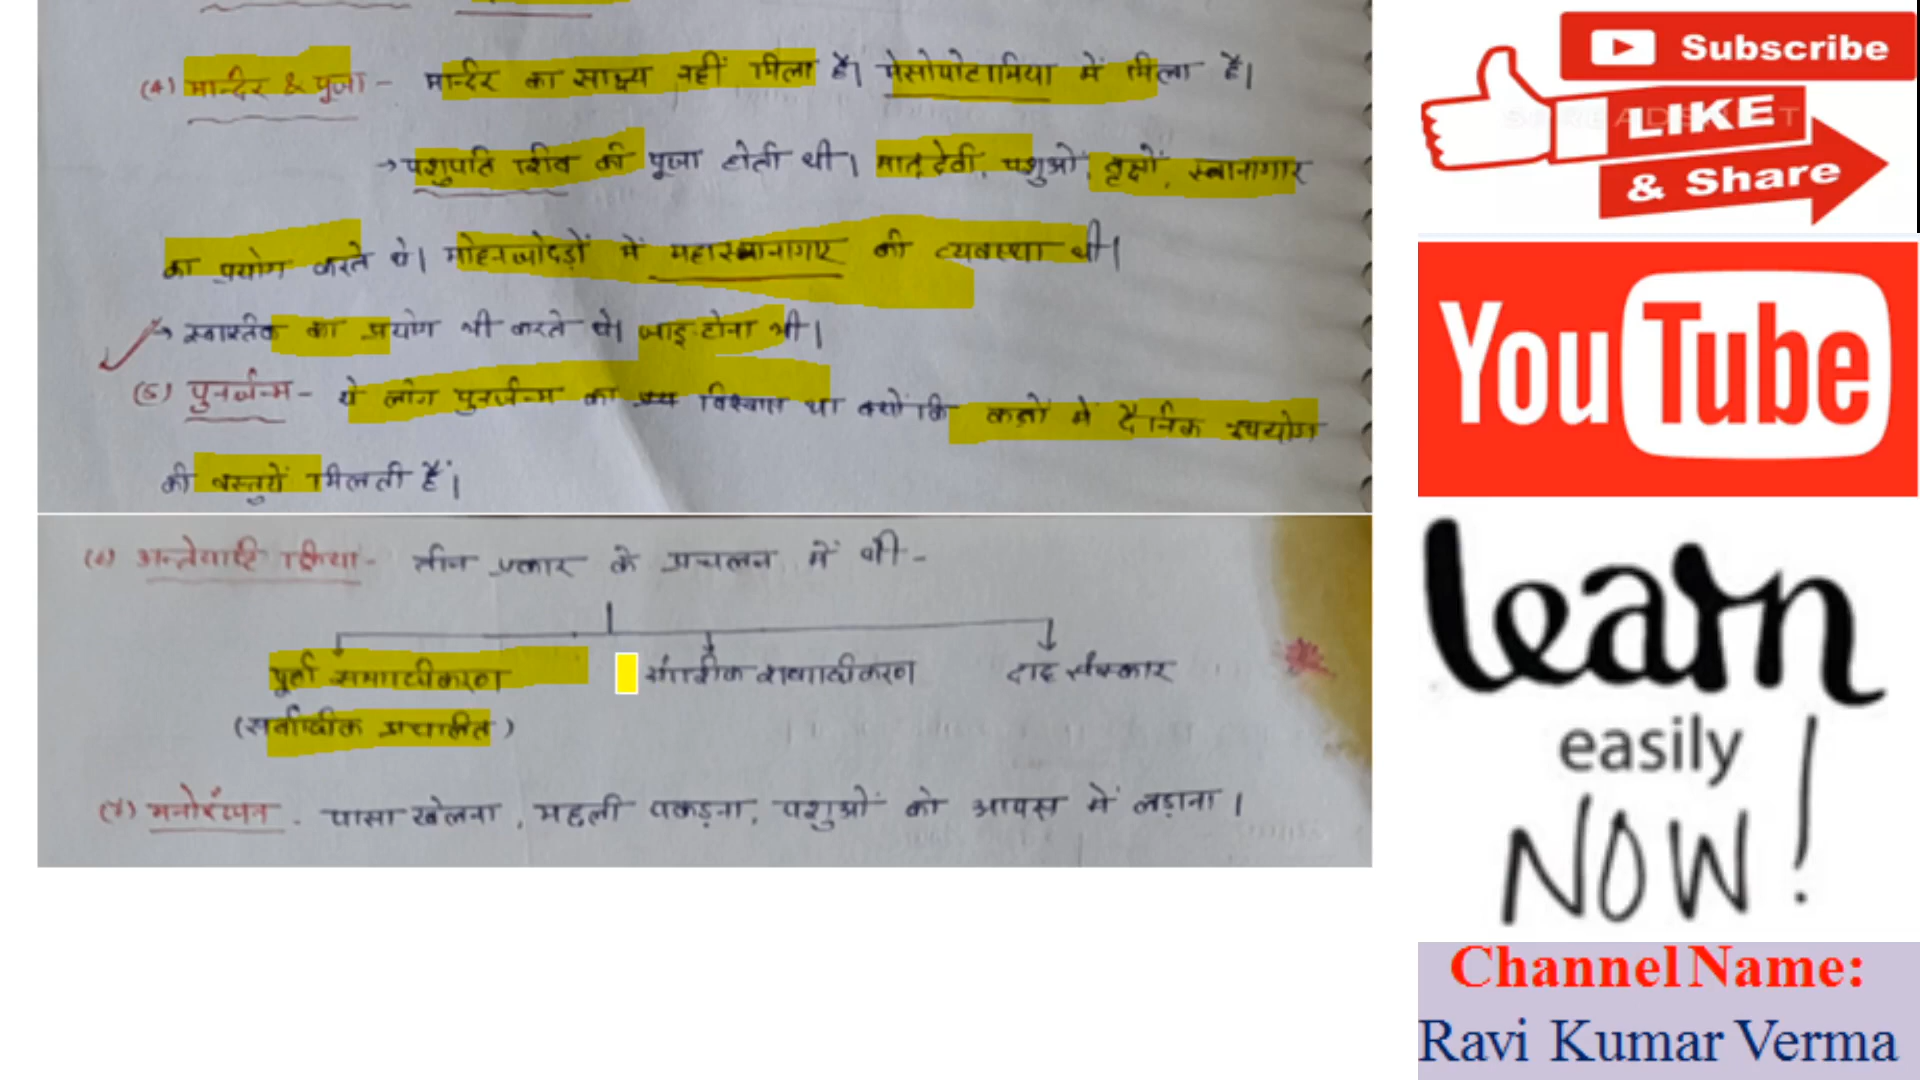 (4) मन्दिर & पूजा - मन्दिर का साक्ष्य नहीं मिला है। मेसोपोटामिया में मिला है।
→ पशुपति शिव की पूजा होती थी। मातृदेवी, पशुओं, वृक्षों, स्नानागार
का प्रयोग करते थे। मोहनजोदड़ों में महास्नानागार की व्यवस्था थी।
→ स्वास्तिक का प्रयोग भी करते थे। जादू-टोना भी।
(5) पुनर्जन्म - ये लोग पुनर्जन्म का विश्वास था क्योंकि कब्रों में दैनिक उपयोग
की वस्तुयें मिलती हैं।
(6) अन्तेयाष्टि क्रिया - तीन प्रकार के प्रचलन में थी -
पूर्ण समाधीकरण आंशीक शवाधीकरण दाह संस्कार
(सर्वाधीक प्रचलित)
(7) मनोरंजन - पासा खेलना, मछली पकड़ना, पशुओं को आपस में लड़ाना।
Subscribe
LIKE
& Share
YouTube
learn
easily
NOW!
Channel Name:
Ravi Kumar Verma